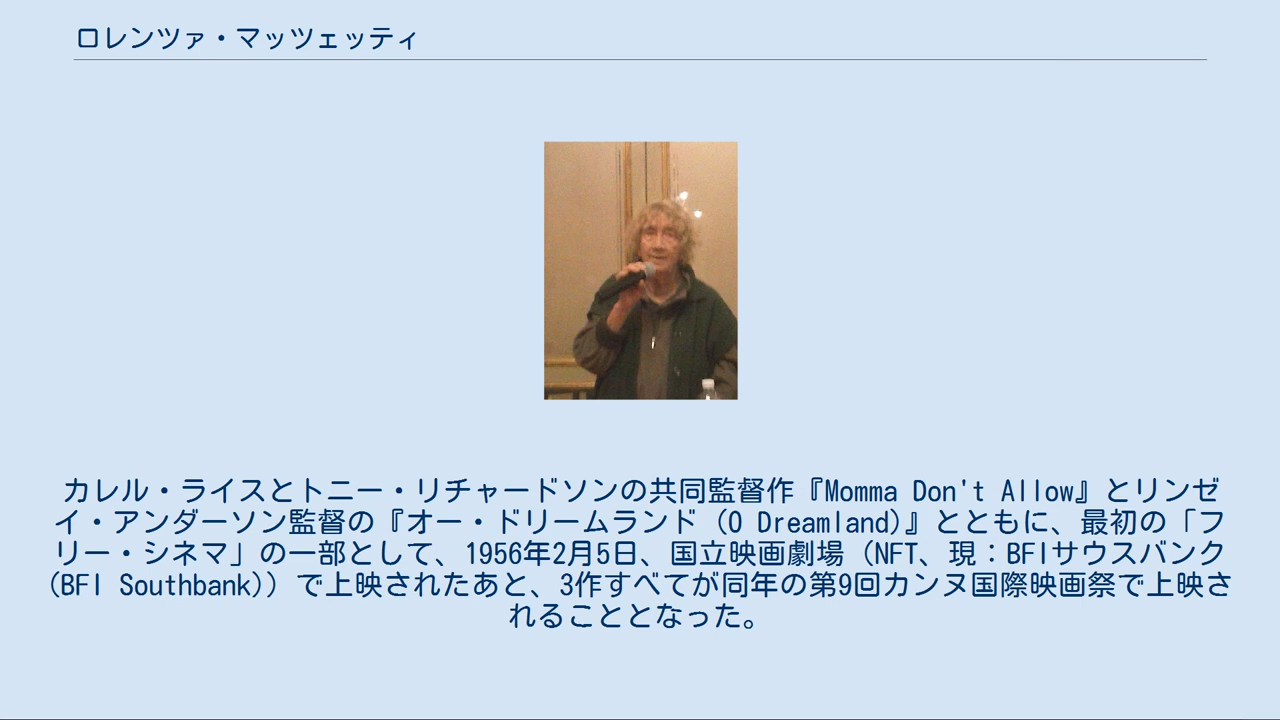 ロレンツァ・マッツェッティ
カレル・ライスとトニー・リチャードソンの共同監督作『Momma Don't Allow』とリンゼ
イ・アンダーソン監督の『オー・ドリームランド (O Dreamland)』とともに、最初の「フ
リー・シネマ」の一部として、1956年2月5日、国立映画劇場（NFT、現：BFIサウスバンク
(BFI Southbank)）で上映されたあと、3作すべてが同年の第9回カンヌ国際映画祭で上映さ
れることとなった。